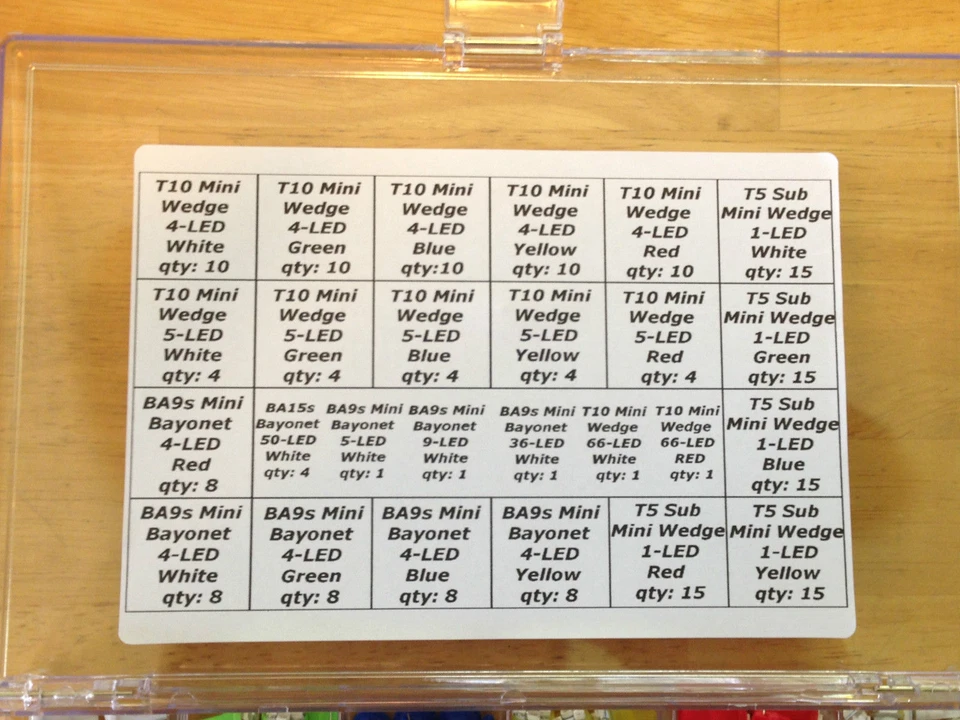 T10 Mini
Wedge
4-LED
White
qty: 10
T10 Mini
Wedge
4-LED
Green
qty: 10
T10 Mini
Wedge
4-LED
Blue
qty:10
T10 Mini
Wedge
4-LED
Yellow
qty: 10
T10 Mini
Wedge
4-LED
Red
qty: 10
T5 Sub
Mini Wedge
1-LED
White
qty: 15
T10 Mini
Wedge
5-LED
White
qty: 4
T10 Mini
Wedge
5-LED
Green
qty: 4
T10 Mini
Wedge
5-LED
Blue
qty: 4
T10 Mini
Wedge
5-LED
Yellow
qty: 4
T10 Mini
Wedge
5-LED
Red
qty: 4
T5 Sub
Mini Wedge
1-LED
Green
qty: 15
BA9s Mini
Bayonet
4-LED
Red
qty: 8
BA15s
Bayonet
50-LED
White
qty: 4
BA9s Mini
Bayonet
5-LED
White
qty: 1
BA9s Mini
Bayonet
9-LED
White
qty: 1
BA9s Mini
Bayonet
36-LED
White
qty: 1
T10 Mini
Wedge
66-LED
White
qty: 1
T10 Mini
Wedge
66-LED
RED
qty: 1
T5 Sub
Mini Wedge
1-LED
Blue
qty: 15
BA9s Mini
Bayonet
4-LED
White
qty: 8
BA9s Mini
Bayonet
4-LED
Green
qty: 8
BA9s Mini
Bayonet
4-LED
Blue
qty: 8
BA9s Mini
Bayonet
4-LED
Yellow
qty: 8
T5 Sub
Mini Wedge
1-LED
Red
qty: 15
T5 Sub
Mini Wedge
1-LED
Yellow
qty: 15